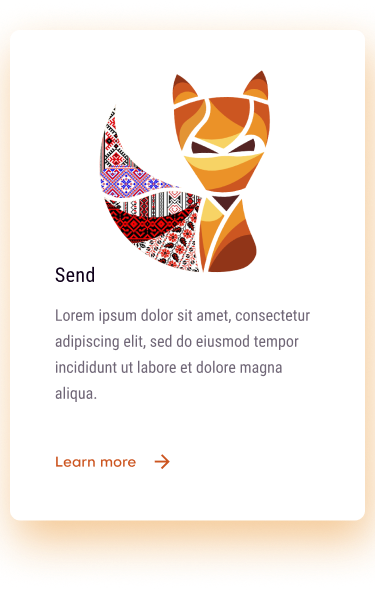 Send
Lorem ipsum dolor sit amet, consectetur
adipiscing elit, sed do eiusmod tempor
incididunt ut labore et dolore magna
aliqua.
Learn more